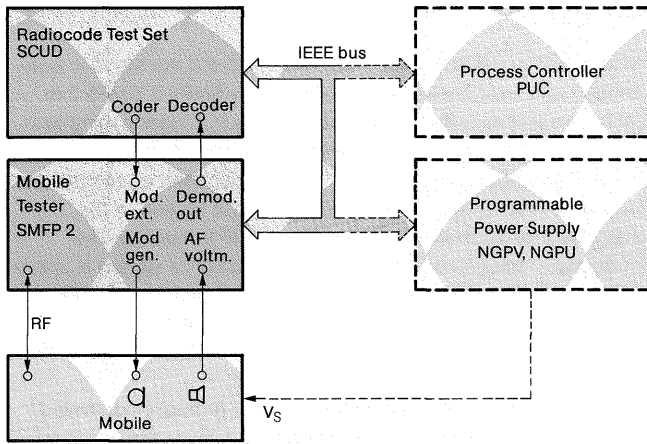 Radiocode Test Set
SCUD
Coder Decoder
IEEE bus
Process Controller
PUC
Mobile
Tester
SMFP 2
Mod. ext.
Demod. out
Mod gen.
AF voltm.
Programmable
Power Supply
NGPV, NGPU
RF
Mobile
VS